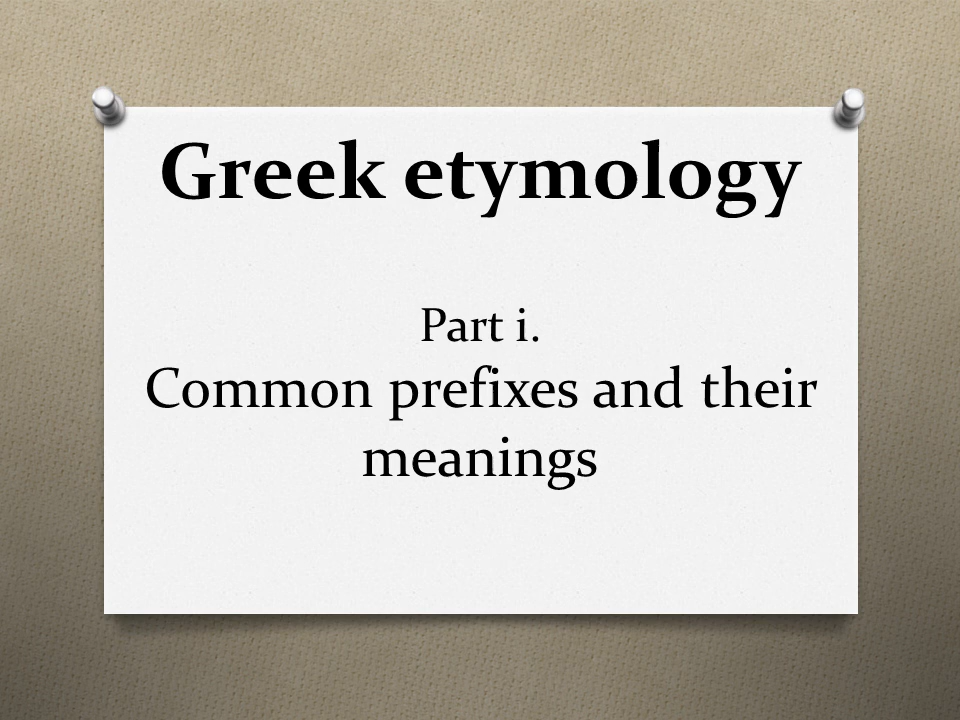 Greek etymology
Part i.
Common prefixes and their
meanings